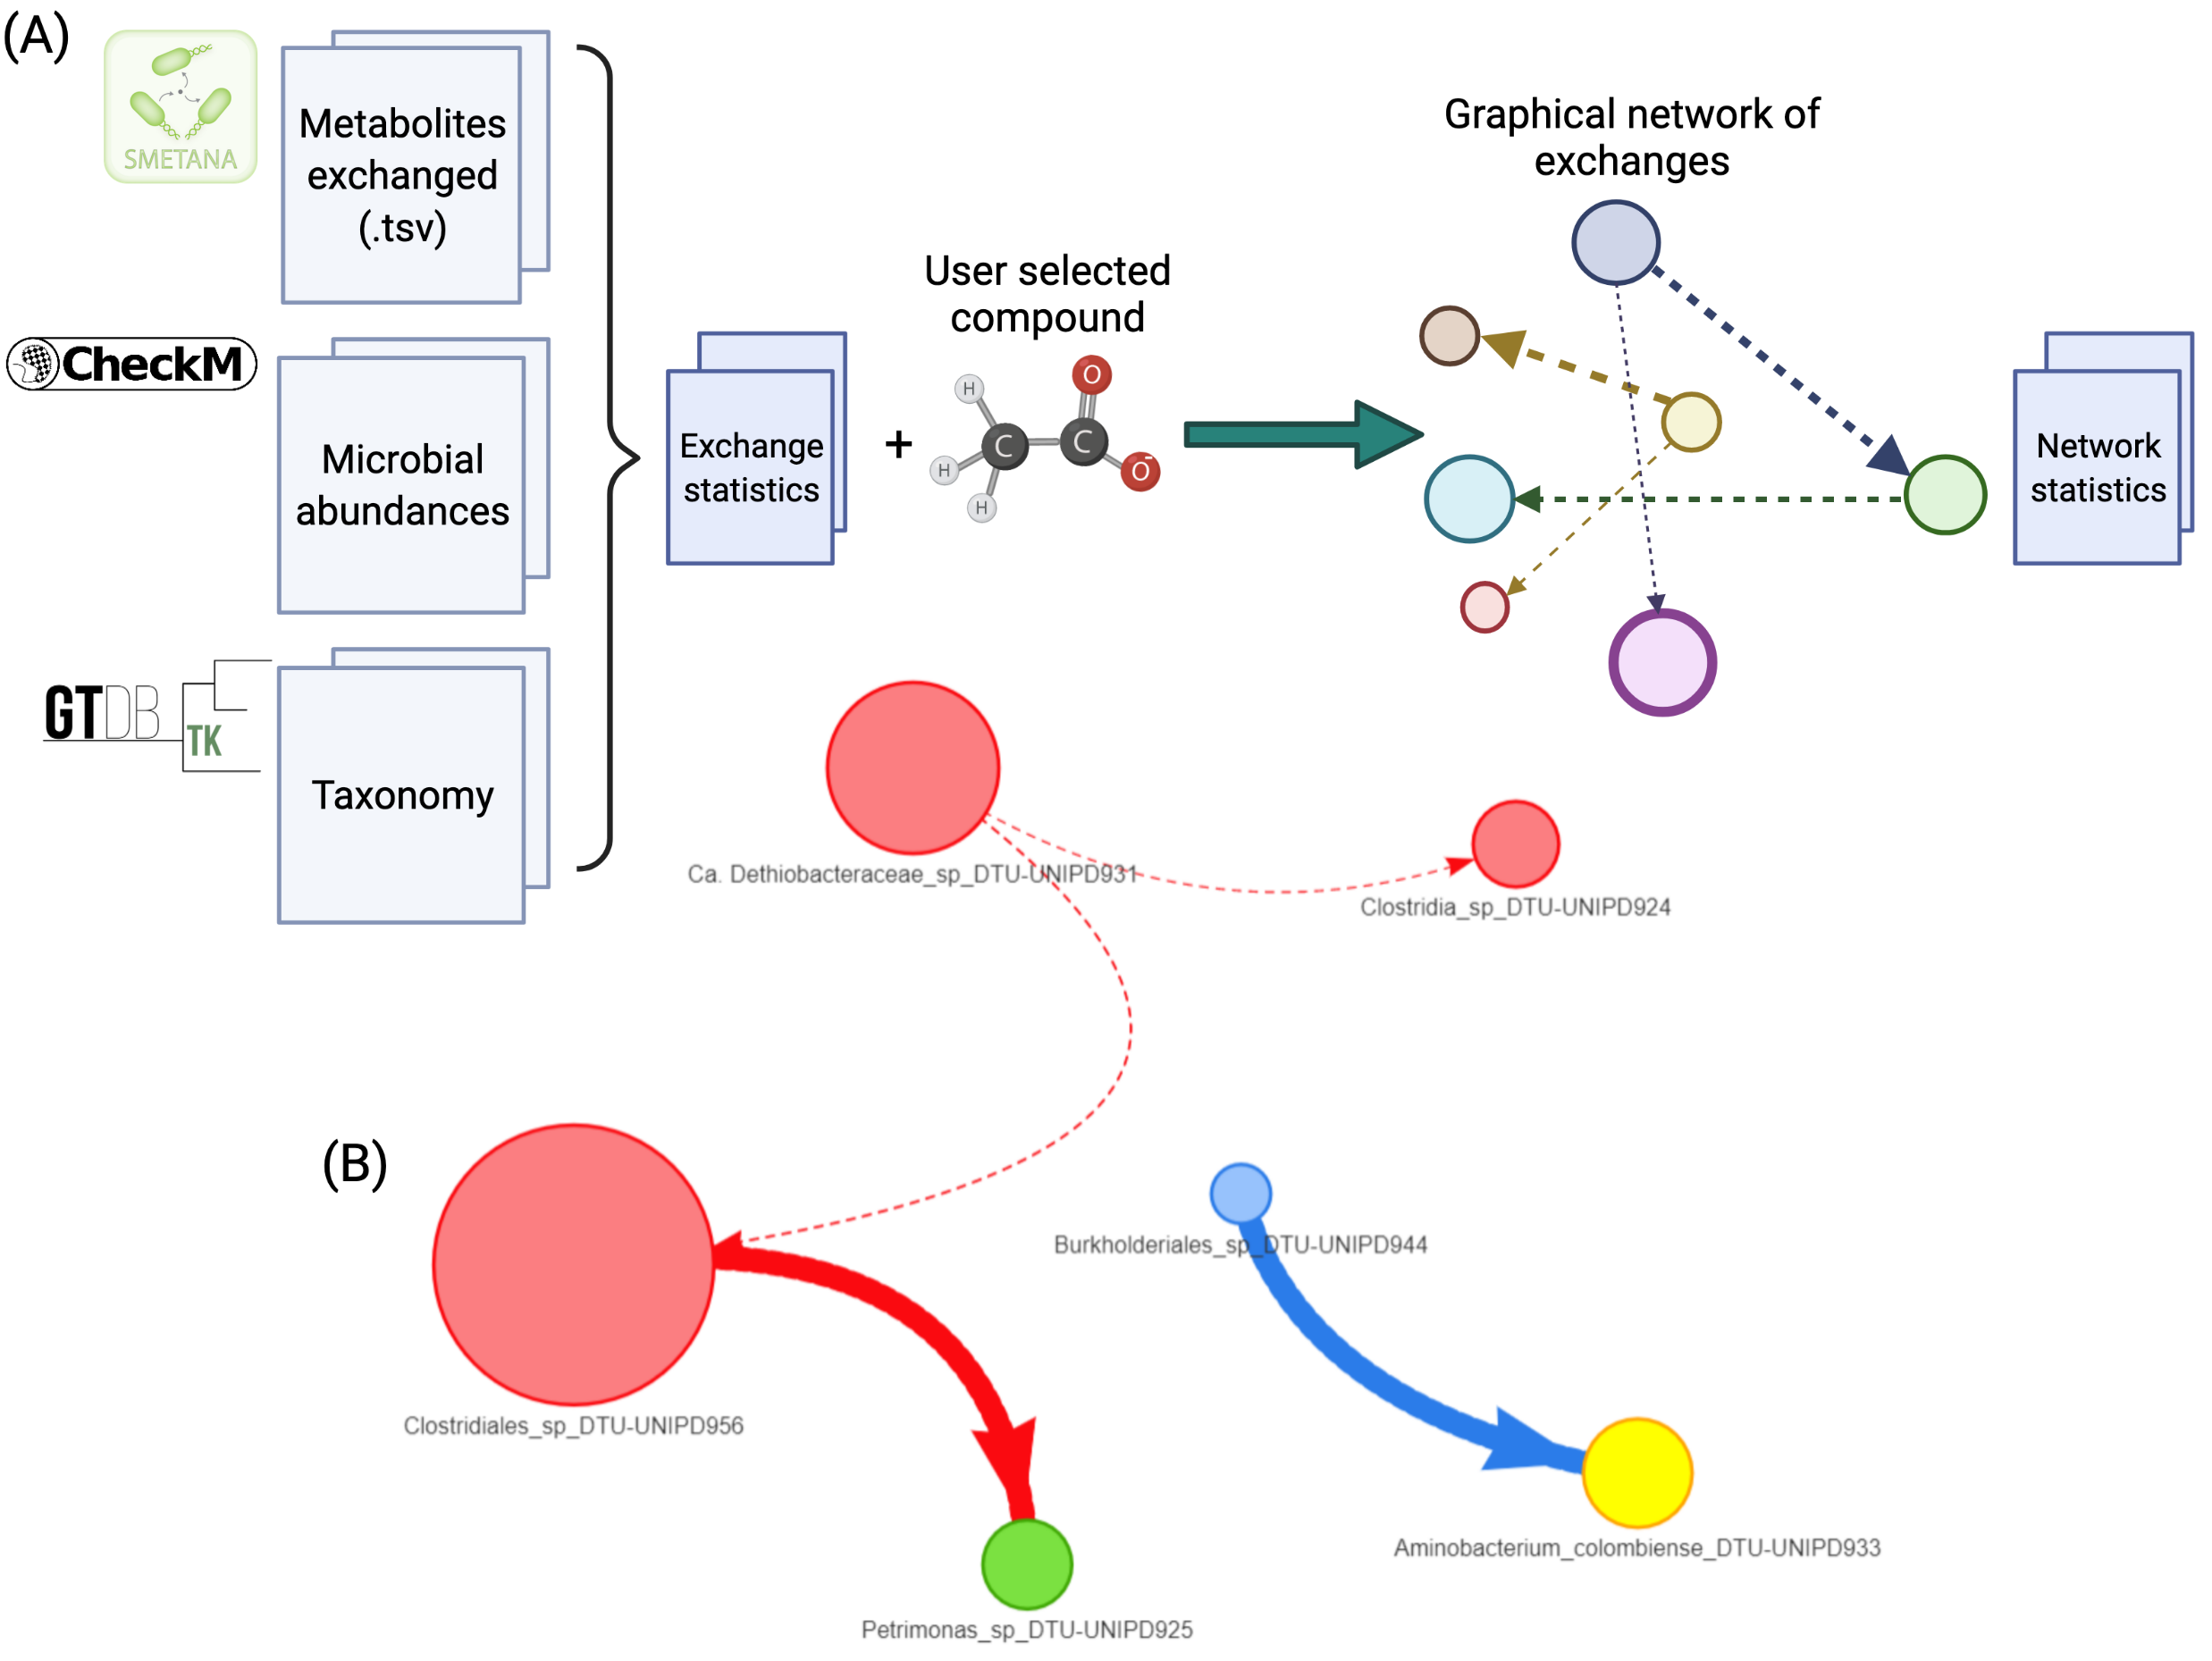 (A)
SMETANA
Metabolites
exchanged
(.tsv)
CheckM
Microbial
abundances
GTDB
TK
Taxonomy
Exchange
statistics
+
User selected
compound
H
H
H
C
C
O
O-
Graphical network of
exchanges
Network
statistics
Ca. Dethiobacteraceae_sp_DTU-UNIPD931
Clostridia_sp_DTU-UNIPD924
(B)
Burkholderiales_sp_DTU-UNIPD944
Clostridiales_sp_DTU-UNIPD956
Aminobacterium_colombiense_DTU-UNIPD933
Petrimonas_sp_DTU-UNIPD925